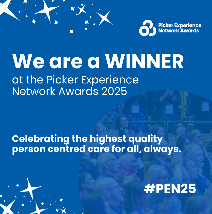 Picker Experience
Network Awards
We are a WINNER
at the Picker Experience
Network Awards 2025
Celebrating the highest quality
person centred care for all, always.
#PEN25